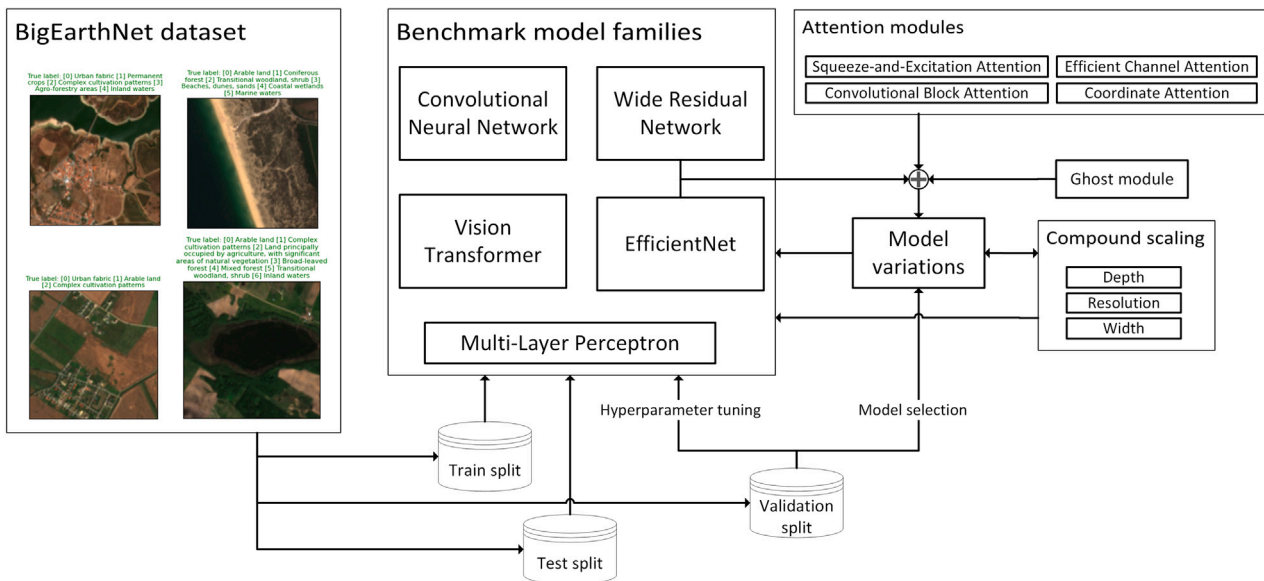 BigEarthNet dataset
True label: [0] Urban fabric [1] Permanent
crops [2] Complex cultivation patterns [3]
Agro-forestry areas [4] Inland waters
True label: [0] Arable land [1] Coniferous
forest [2] Transitional woodland, shrub [3]
Beaches, dunes, sands [4] Coastal wetlands
[5] Marine waters
True label: [0] Urban fabric [1] Arable land
[2] Complex cultivation patterns
True label: [0] Arable land [1] Complex
cultivation patterns [2] Land principally
occupied by agriculture, with significant
areas of natural vegetation [3] Broad-leaved
forest [4] Mixed forest [5] Transitional
woodland, shrub [6] Inland waters
Benchmark model families
Convolutional
Neural Network
Wide Residual
Network
Vision
Transformer
EfficientNet
Multi-Layer Perceptron
Attention modules
Squeeze-and-Excitation Attention
Efficient Channel Attention
Convolutional Block Attention
Coordinate Attention
Ghost module
Model
variations
Compound scaling
Depth
Resolution
Width
Hyperparameter tuning
Model selection
Train split
Validation
split
Test split